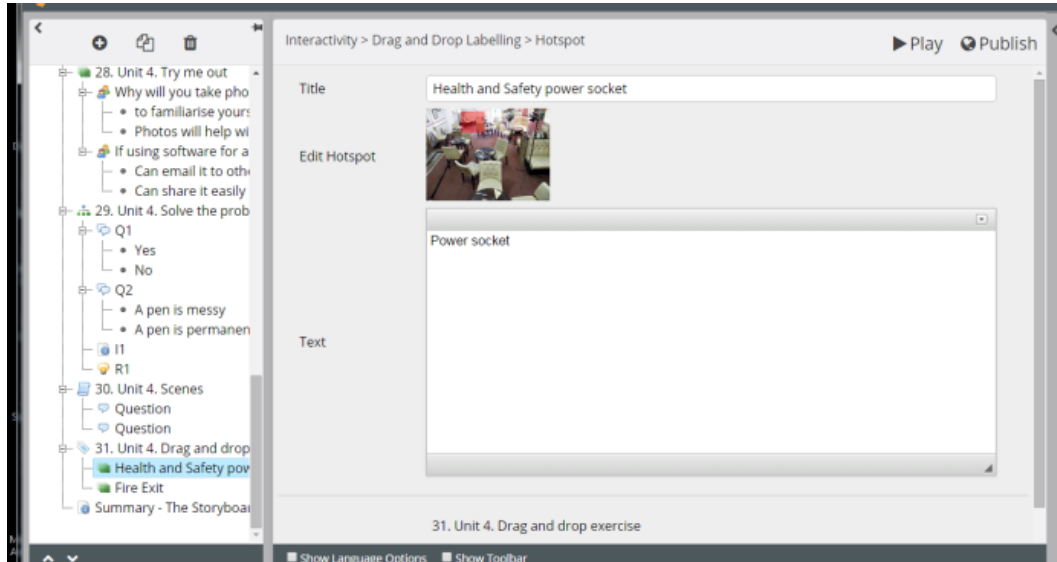 28. Unit 4. Try me out
Why will you take pho
to familiarise yours
Photos will help wi
If using software for a
Can email it to oth
Can share it easily
29. Unit 4. Solve the prob
Q1
Yes
No
Q2
A pen is messy
A pen is permanen
I1
R1
30. Unit 4. Scenes
Question
Question
31. Unit 4. Drag and drop
Health and Safety pow
Fire Exit
Summary - The Storyboa
Interactivity > Drag and Drop Labelling > Hotspot
Play
Publish
Title
Health and Safety power socket
Edit Hotspot
Text
Power socket
31. Unit 4. Drag and drop exercise
Show Language Options
Show Toolbar